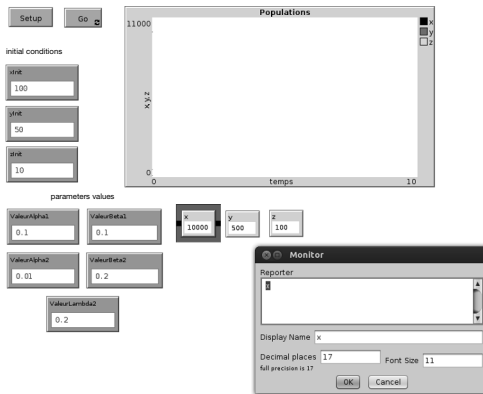 Setup
Go
Populations
11000
x,y,z
0
0
temps
10
x
y
z
initial conditions
xInit
100
yInit
50
zInit
10
parameters values
ValeurAlpha1
0.1
ValeurBeta1
0.1
ValeurAlpha2
0.01
ValeurBeta2
0.2
ValeurLambda2
0.2
x
10000
y
500
z
100
Monitor
Reporter
x
Display Name x
Decimal places 17
Font Size 11
full precision is 17
OK
Cancel